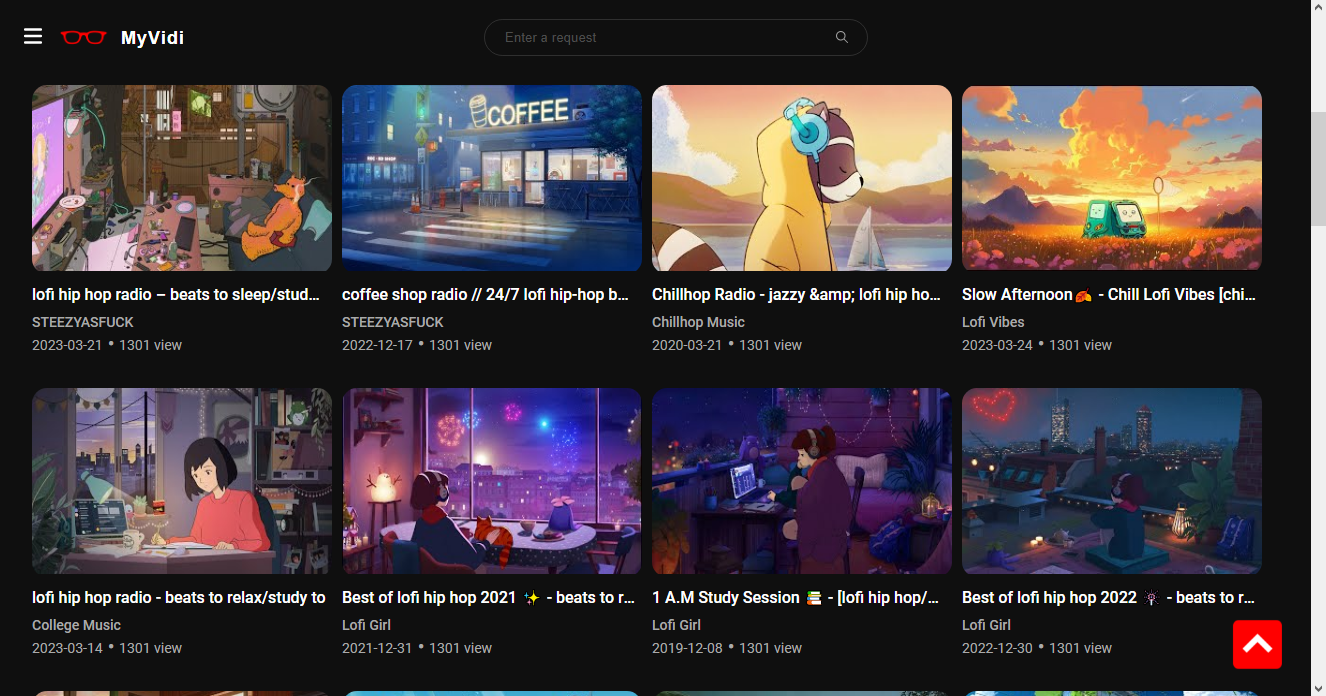 MyVidi
Enter a request
COFFEE
lofi hip hop radio – beats to sleep/stud...
coffee shop radio // 24/7 lofi hip-hop b...
Chillhop Radio - jazzy &amp; lofi hip ho...
Slow Afternoon🍂 - Chill Lofi Vibes [chi...
STEEZYASFUCK
STEEZYASFUCK
Chillhop Music
Lofi Vibes
2023-03-21 • 1301 view
2022-12-17 • 1301 view
2020-03-21 • 1301 view
2023-03-24 • 1301 view
lofi hip hop radio - beats to relax/study to
Best of lofi hip hop 2021 ✨ - beats to r...
1 A.M Study Session 📚 - [lofi hip hop/...
Best of lofi hip hop 2022 🎇 - beats to r...
College Music
Lofi Girl
Lofi Girl
Lofi Girl
2023-03-14 • 1301 view
2021-12-31 • 1301 view
2019-12-08 • 1301 view
2022-12-30 • 1301 view